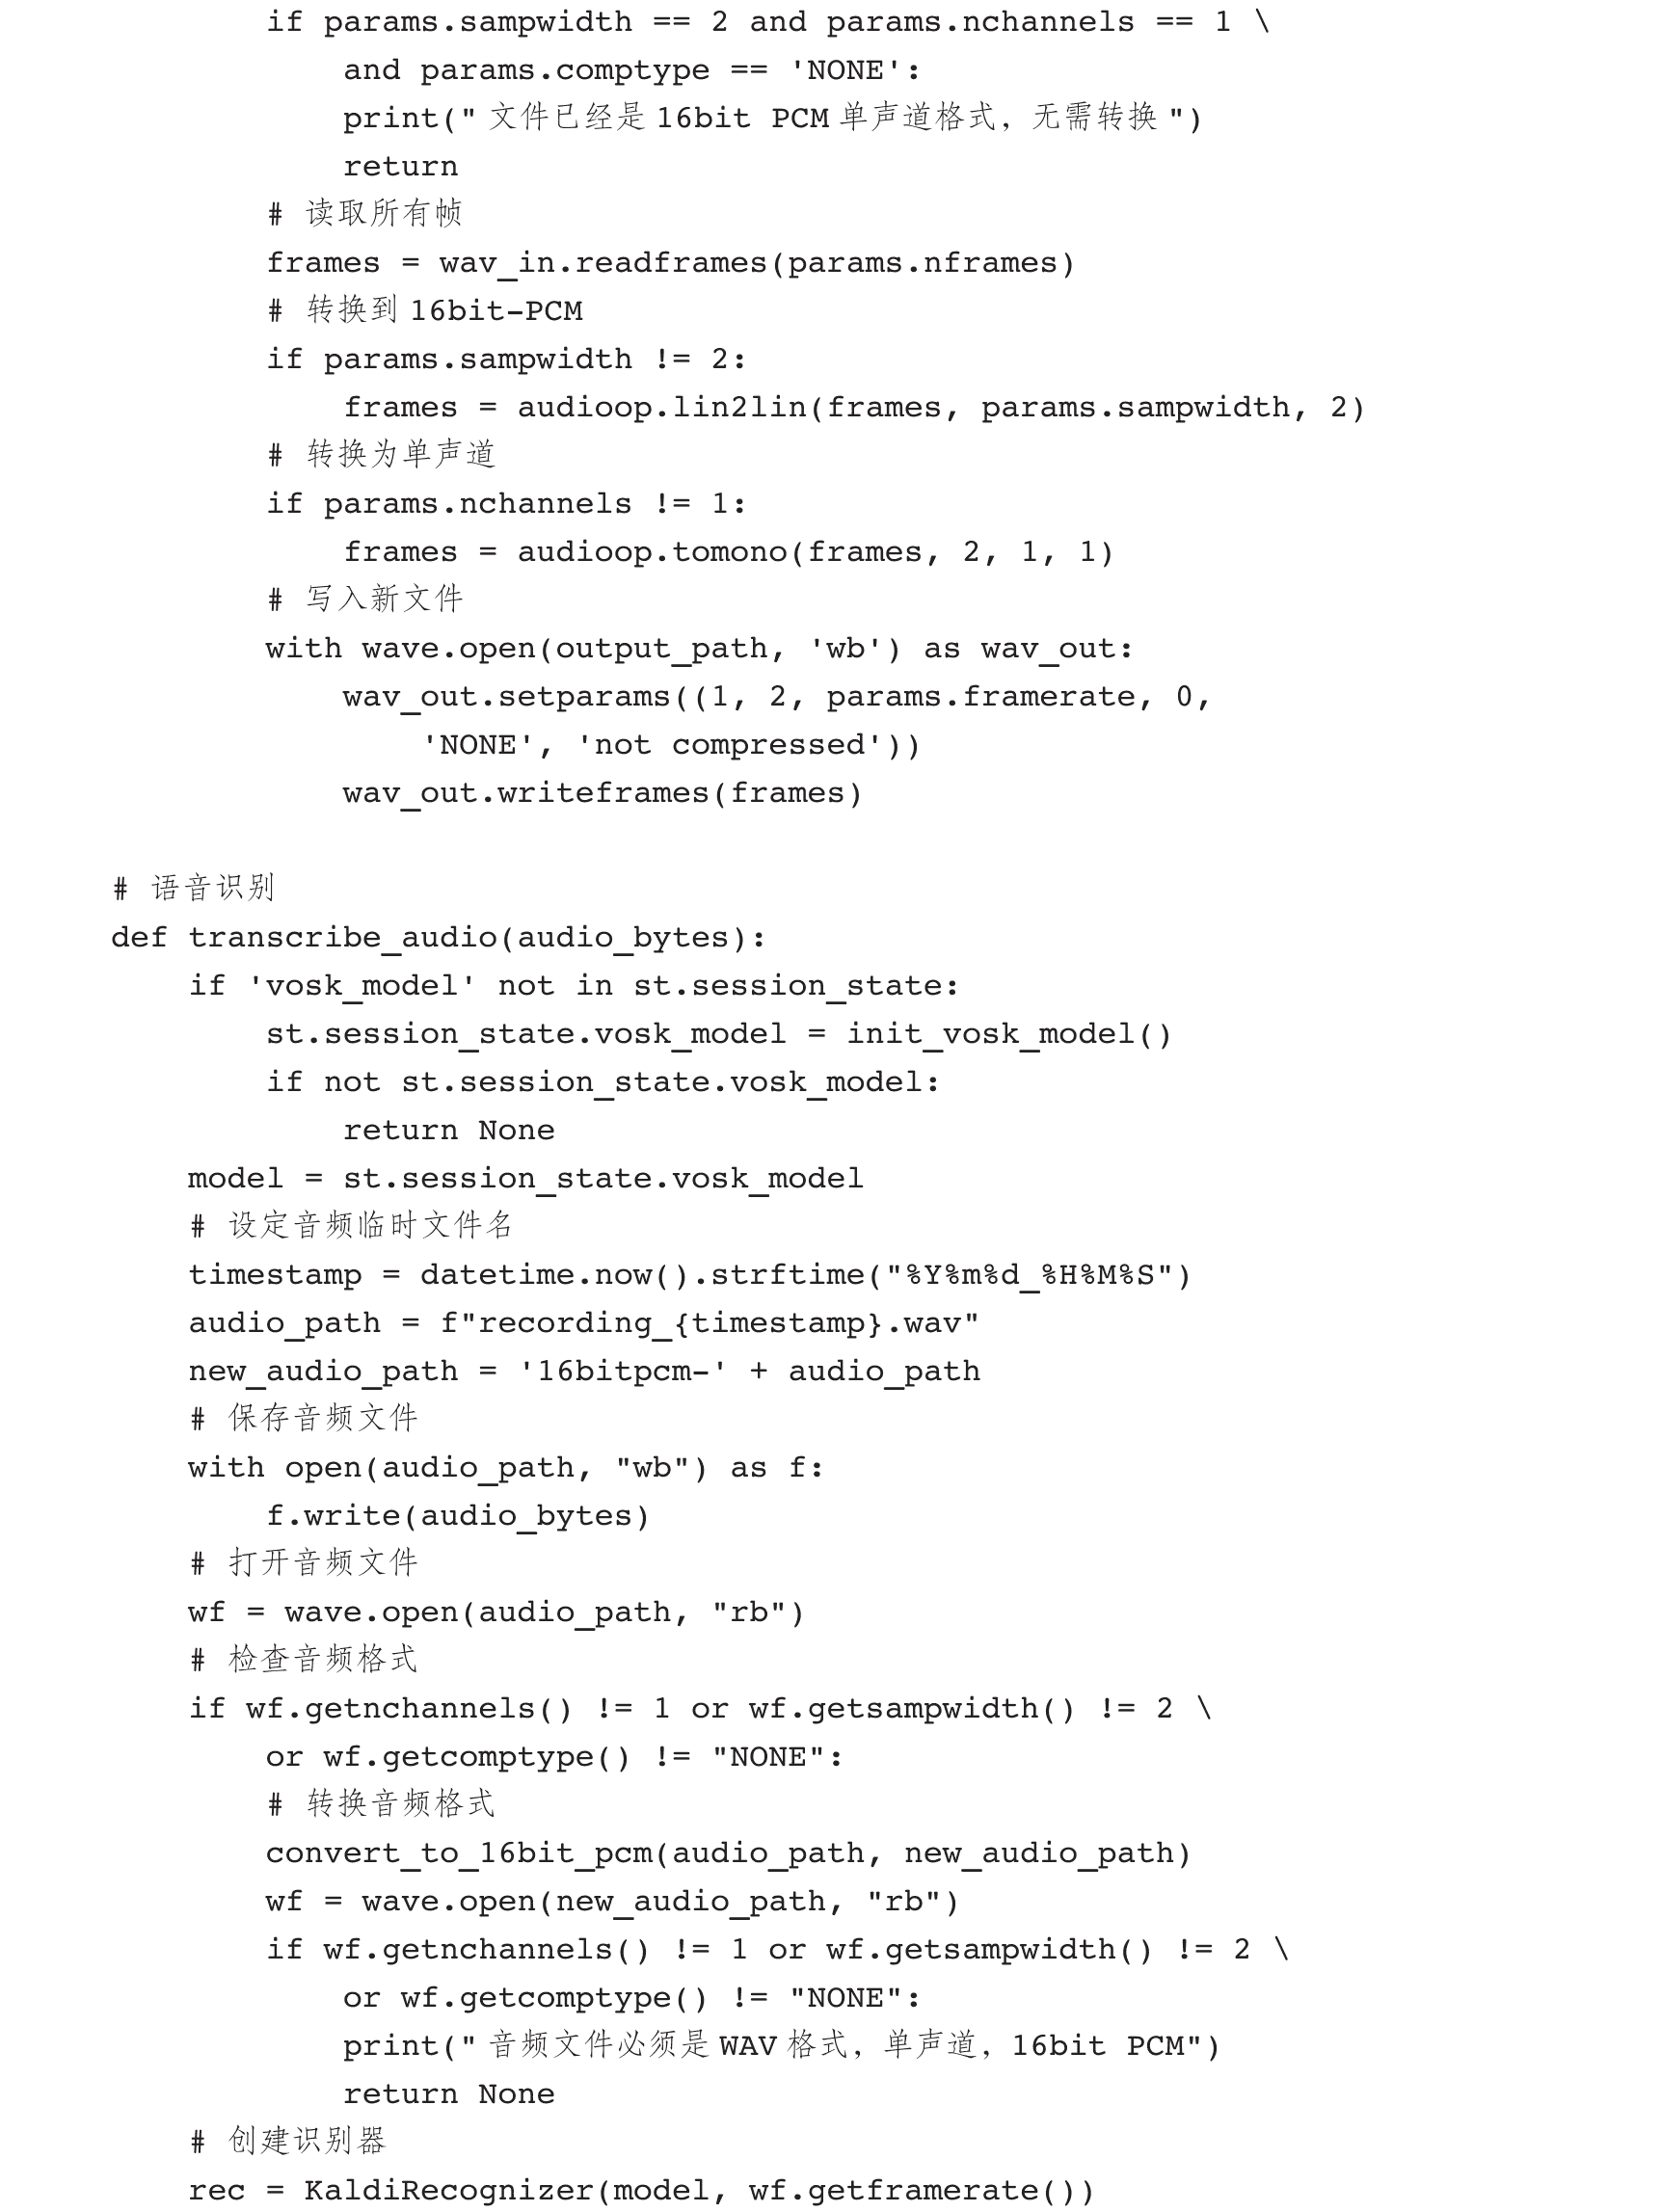 if params.sampwidth == 2 and params.nchannels == 1 \
            and params.comptype == 'NONE':
            print(" 文件已经是 16bit PCM 单声道格式，无需转换 ")
            return
        # 读取所有帧
        frames = wav_in.readframes(params.nframes)
        # 转换到 16bit-PCM
        if params.sampwidth != 2:
            frames = audioop.lin2lin(frames, params.sampwidth, 2)
        # 转换为单声道
        if params.nchannels != 1:
            frames = audioop.tomono(frames, 2, 1, 1)
        # 写入新文件
        with wave.open(output_path, 'wb') as wav_out:
            wav_out.setparams((1, 2, params.framerate, 0,
                'NONE', 'not compressed'))
            wav_out.writeframes(frames)

# 语音识别
def transcribe_audio(audio_bytes):
    if 'vosk_model' not in st.session_state:
        st.session_state.vosk_model = init_vosk_model()
        if not st.session_state.vosk_model:
            return None
    model = st.session_state.vosk_model
    # 设定音频临时文件名
    timestamp = datetime.now().strftime("%Y%m%d_%H%M%S")
    audio_path = f"recording_{timestamp}.wav"
    new_audio_path = '16bitpcm-' + audio_path
    # 保存音频文件
    with open(audio_path, "wb") as f:
        f.write(audio_bytes)
    # 打开音频文件
    wf = wave.open(audio_path, "rb")
    # 检查音频格式
    if wf.getnchannels() != 1 or wf.getsampwidth() != 2 \
        or wf.getcomptype() != "NONE":
        # 转换音频格式
        convert_to_16bit_pcm(audio_path, new_audio_path)
        wf = wave.open(new_audio_path, "rb")
        if wf.getnchannels() != 1 or wf.getsampwidth() != 2 \
            or wf.getcomptype() != "NONE":
            print(" 音频文件必须是 WAV 格式，单声道，16bit PCM")
            return None
    # 创建识别器
    rec = KaldiRecognizer(model, wf.getframerate())